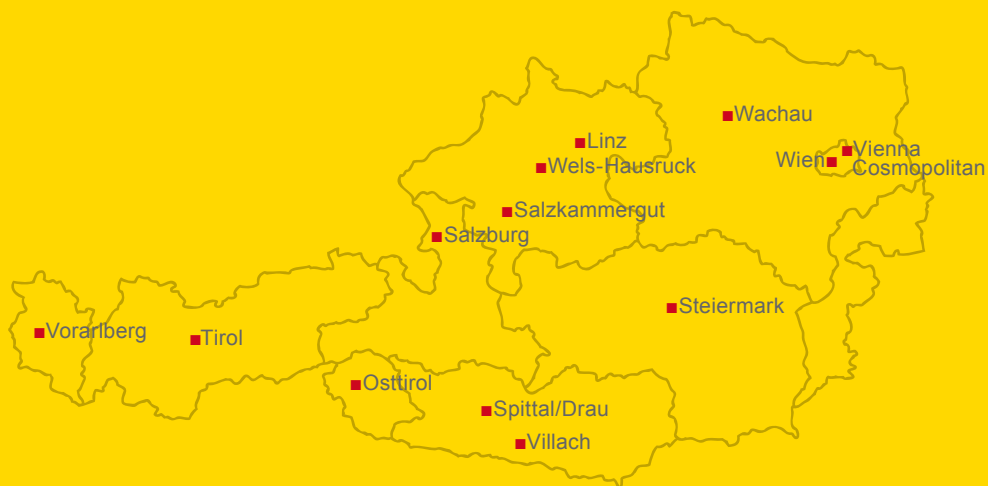 Wachau
Linz
Vienna
Wien
Cosmopolitan
Wels-Hausruck
Salzkammergut
Salzburg
Steiermark
Vorarlberg
Tirol
Osttirol
Spittal/Drau
Villach